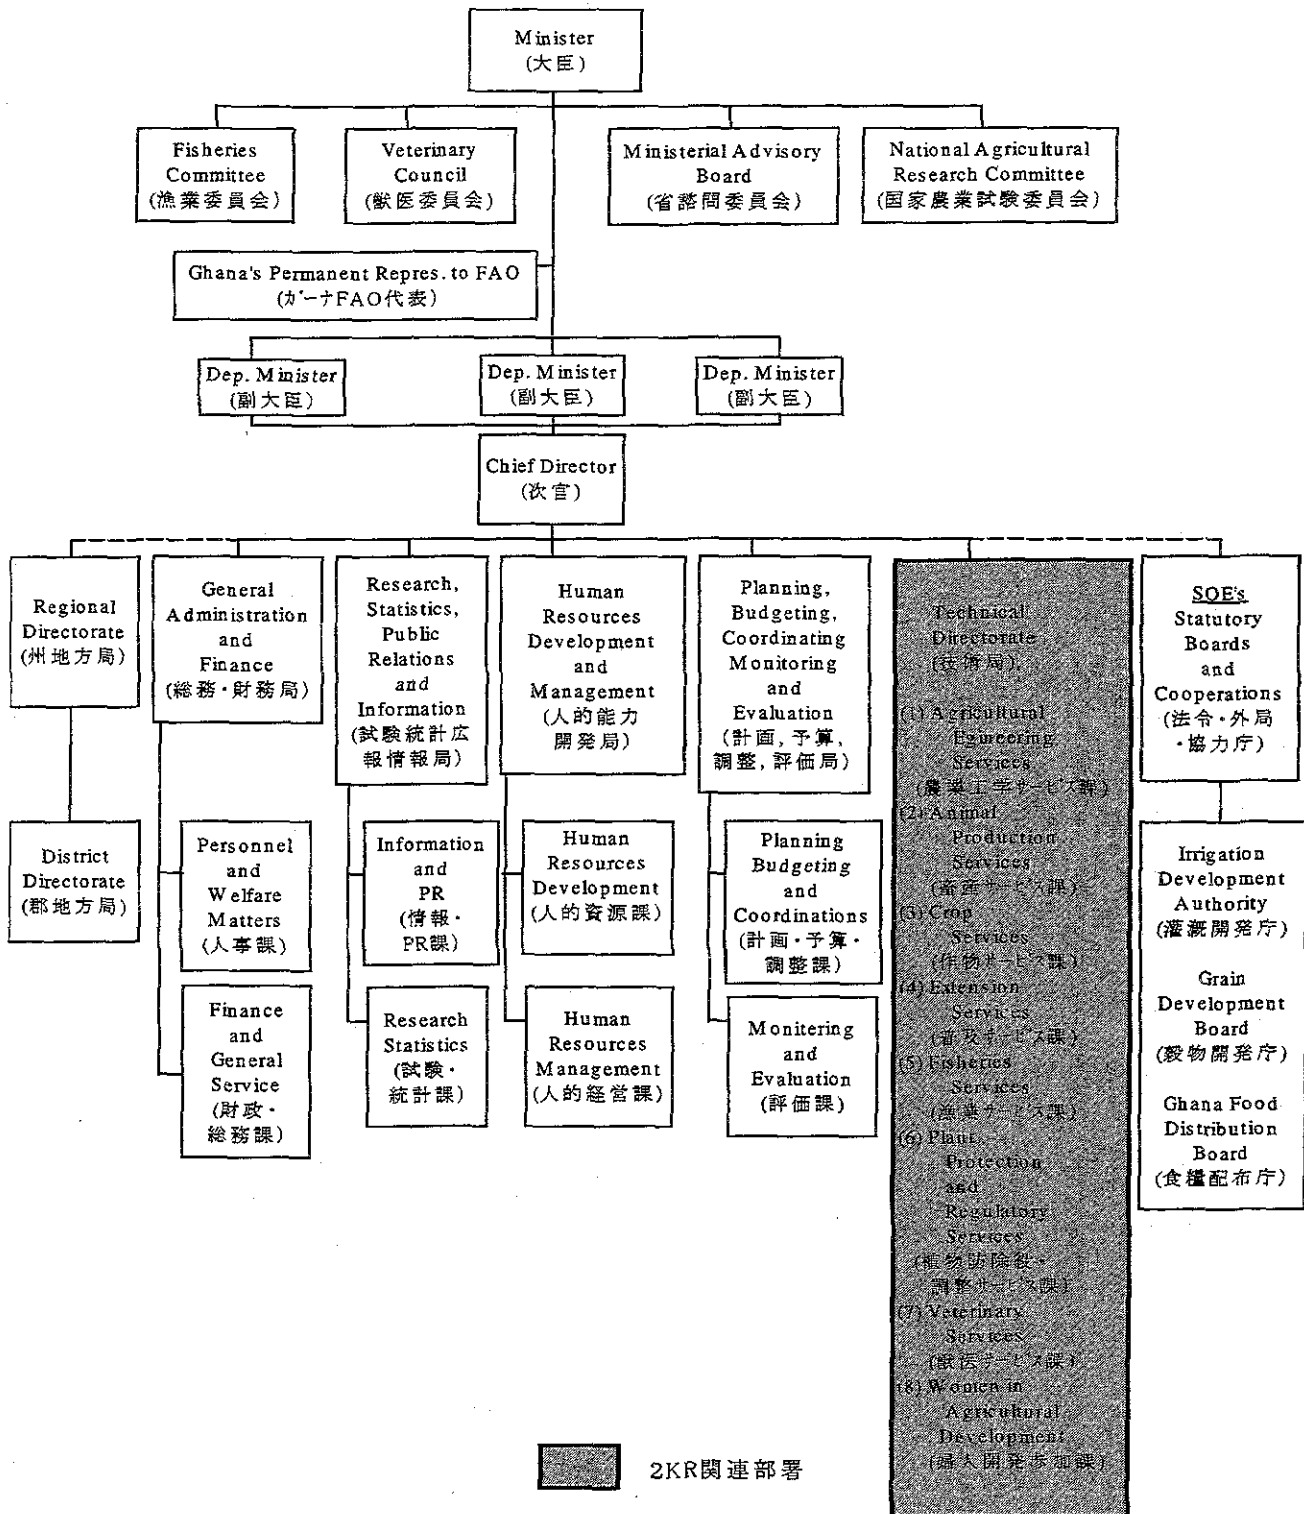 Minister
(大臣)
Fisheries
Committee
(漁業委員会)
Veterinary
Council
(獣医委員会)
Ministerial Advisory
Board
(省諮問委員会)
National Agricultural
Research Committee
(国家農業試験委員会)
Ghana's Permanent Repres. to FAO
(ガーナFAO代表)
Dep. Minister
(副大臣)
Dep. Minister
(副大臣)
Dep. Minister
(副大臣)
Chief Director
(次官)
Regional
Directorate
(州地方局)
General
Administration
and
Finance
(総務・財務局)
Research,
Statistics,
Public
Relations
and
Information
(試験統計広
報情報局)
Human
Resources
Development
and
Management
(人的能力
開発局)
Planning,
Budgeting,
Coordinating
Monitoring
and
Evaluation
(計画,予算,
調整,評価局)
Technical
Directorate
(技術局)
(1) Agricultural
Egineering
Services
(農業工学サービス課)
(2) Animal
Production
Services
(畜産サービス課)
(3) Crop
Services
(作物サービス課)
(4) Extension
Services
(普及サービス課)
(5) Fisheries
Services
(漁業サービス課)
(6) Plant
Protection
and
Regulatory
Services
(植物防除殺・
調整サービス課)
(7) Veterinary
Services
(獣医サービス課)
(8) Women in
Agricultural
Development
(婦人開発参加課)
SOE's
Statutory
Boards
and
Cooperations
(法令・外局
・協力庁)
District
Directorate
(郡地方局)
Personnel
and
Welfare
Matters
(人事課)
Information
and
PR
(情報・
PR課)
Human
Resources
Development
(人的資源課)
Planning
Budgeting
and
Coordinations
(計画・予算・
調整課)
Irrigation
Development
Authority
(灌漑開発庁)
Grain
Development
Board
(穀物開発庁)
Ghana Food
Distribution
Board
(食糧配布庁)
Finance
and
General
Service
(財政・
総務課)
Research
Statistics
(試験・
統計課)
Human
Resources
Management
(人的経営課)
Monitering
and
Evaluation
(評価課)
2KR関連部署